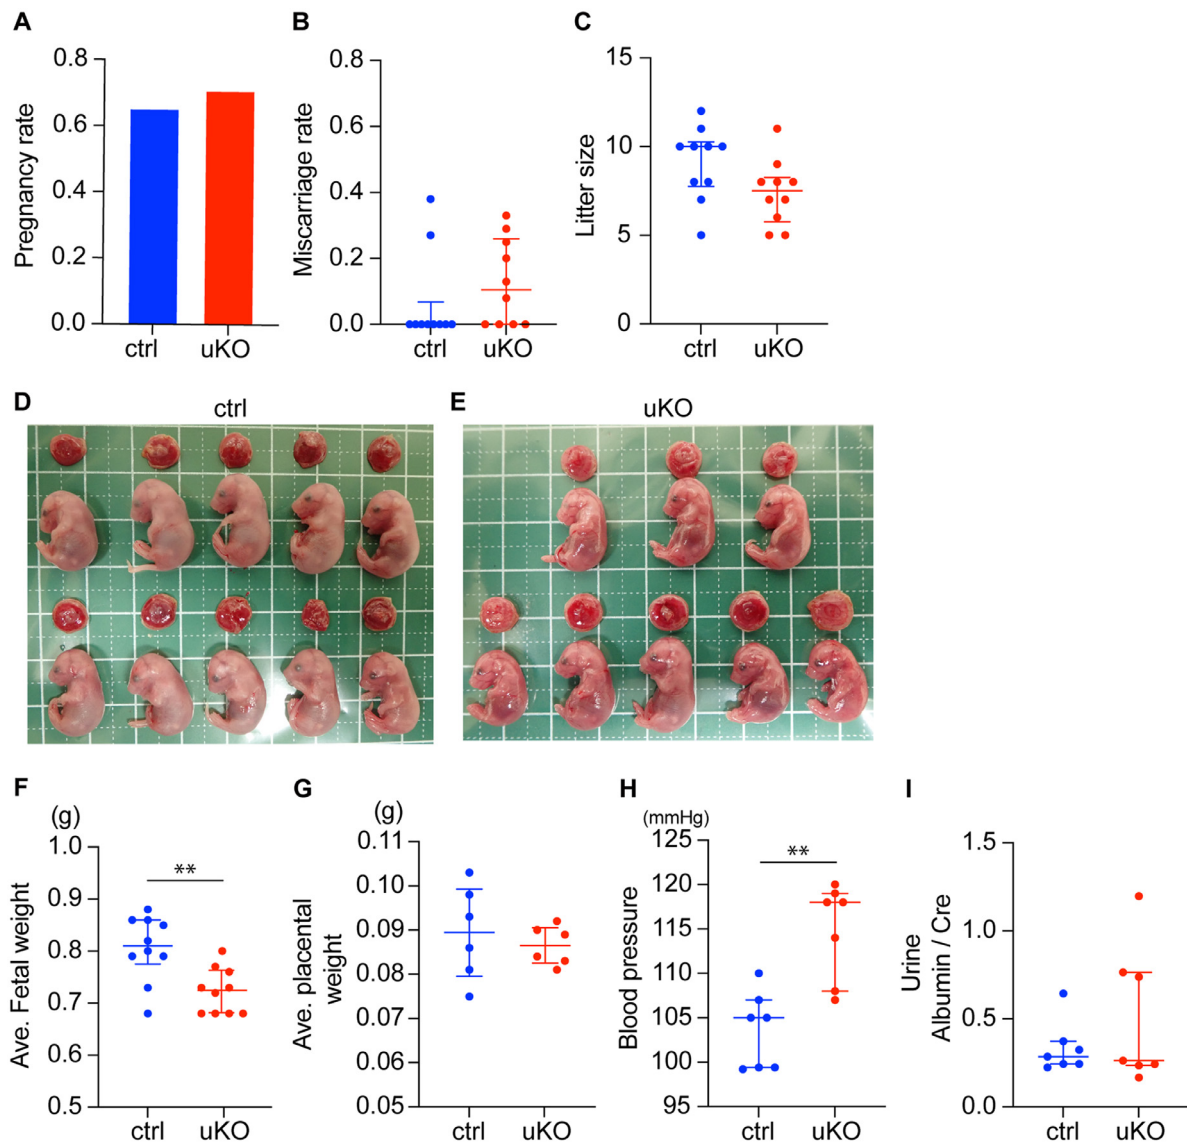 A
Pregnancy rate
0.8
0.6
0.4
0.2
0.0
ctrl uKO
B
Miscarriage rate
0.8
0.6
0.4
0.2
0.0
ctrl uKO
C
Litter size
15
10
5
0
ctrl uKO
D
ctrl
E
uKO
F
(g)
Ave. Fetal weight
1.0
0.9
0.8
0.7
0.6
0.5
**
ctrl uKO
G
(g)
Ave. placental
weight
0.11
0.10
0.09
0.08
0.07
0.06
0.05
ctrl uKO
H
(mmHg)
Blood pressure
125
120
115
110
105
100
95
**
ctrl uKO
I
Urine
Albumin / Cre
1.5
1.0
0.5
0.0
ctrl uKO